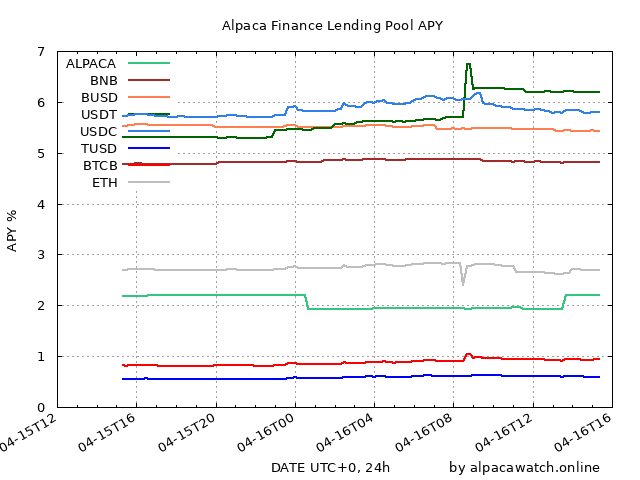 Alpaca Finance Lending Pool APY
7
6
5
4
3
2
1
0
APY %
ALPACA
BNB
BUSD
USDT
USDC
TUSD
BTCB
ETH
04-15T12
04-15T16
04-15T20
04-16T00
04-16T04
04-16T08
04-16T12
04-16T16
DATE UTC+0, 24h
by alpacawatch.online